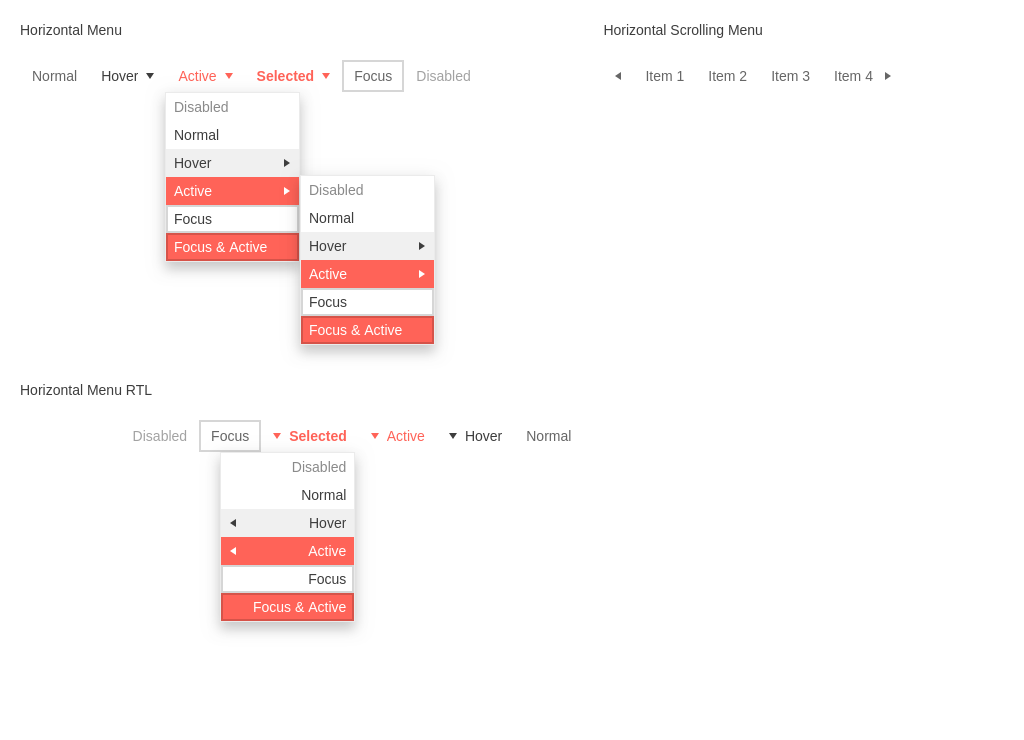 Horizontal Menu
Normal Hover Active Selected Focus Disabled
Disabled
Normal
Hover
Active
Focus
Focus & Active
Disabled
Normal
Hover
Active
Focus
Focus & Active
Horizontal Scrolling Menu
Item 1 Item 2 Item 3 Item 4
Horizontal Menu RTL
Disabled Focus Selected Active Hover Normal
Disabled
Normal
Hover
Active
Focus
Focus & Active